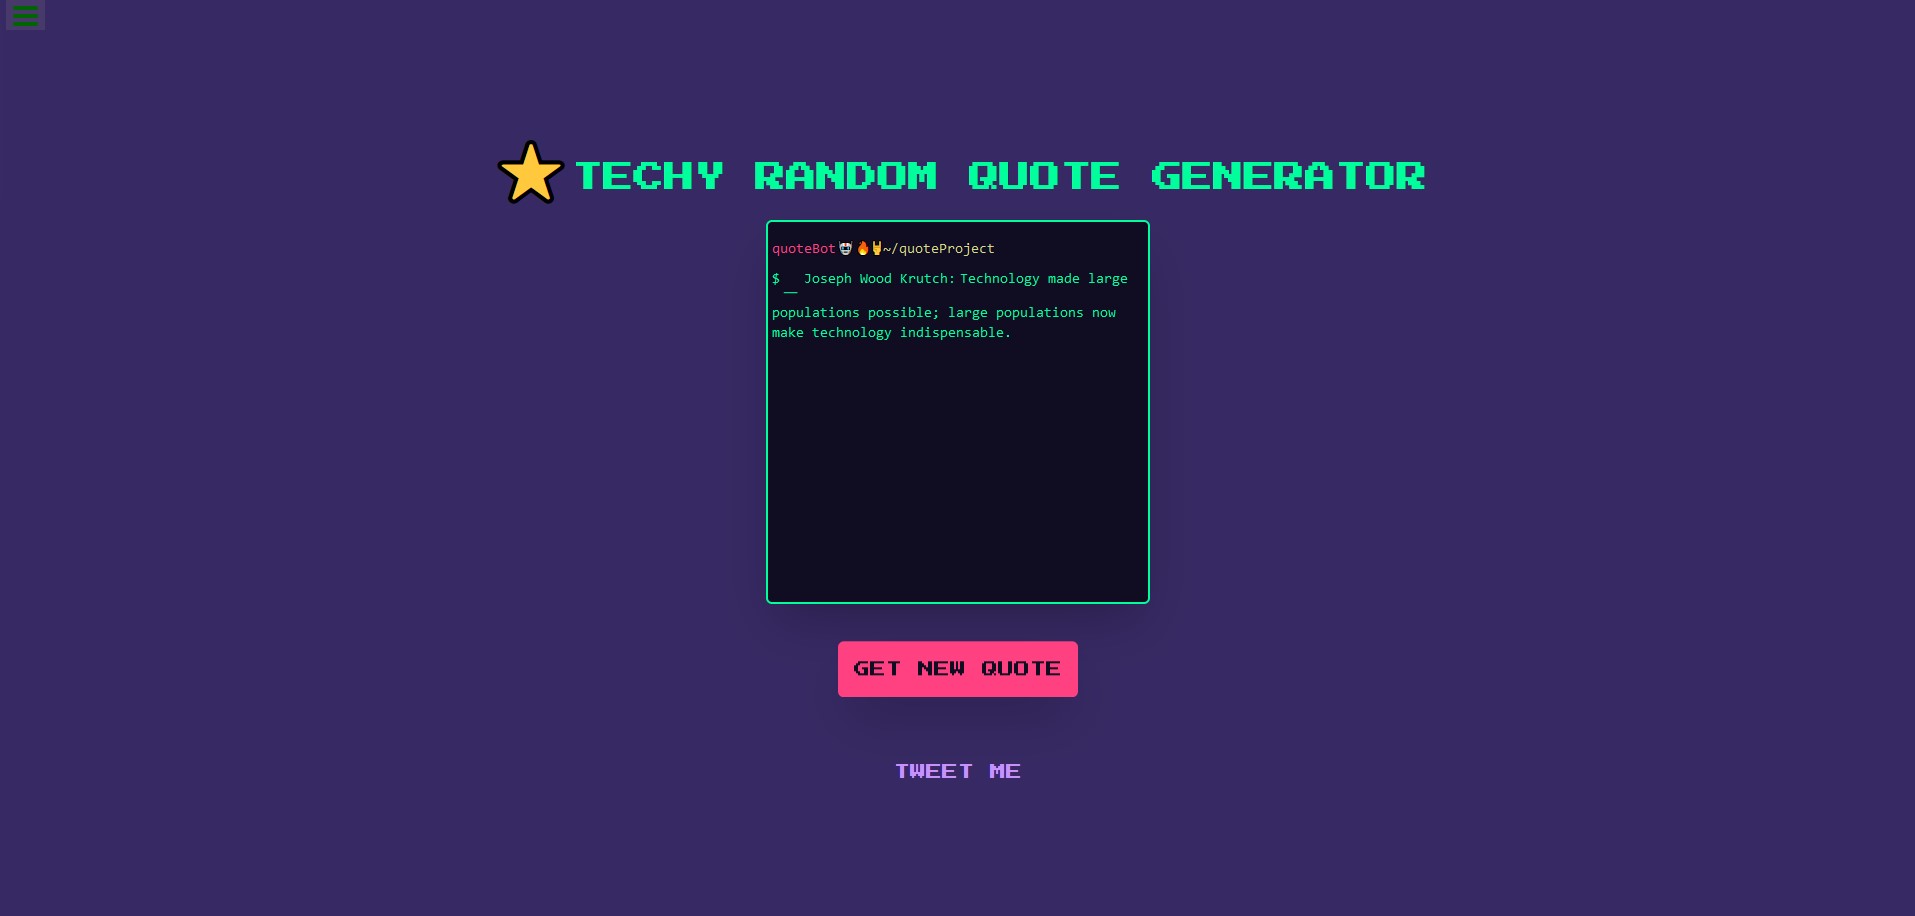 TECHY RANDOM QUOTE GENERATOR
quoteBot🤖🔥🤘~/quoteProject
$ __ Joseph Wood Krutch: Technology made large
populations possible; large populations now
make technology indispensable.
GET NEW QUOTE
TWEET ME